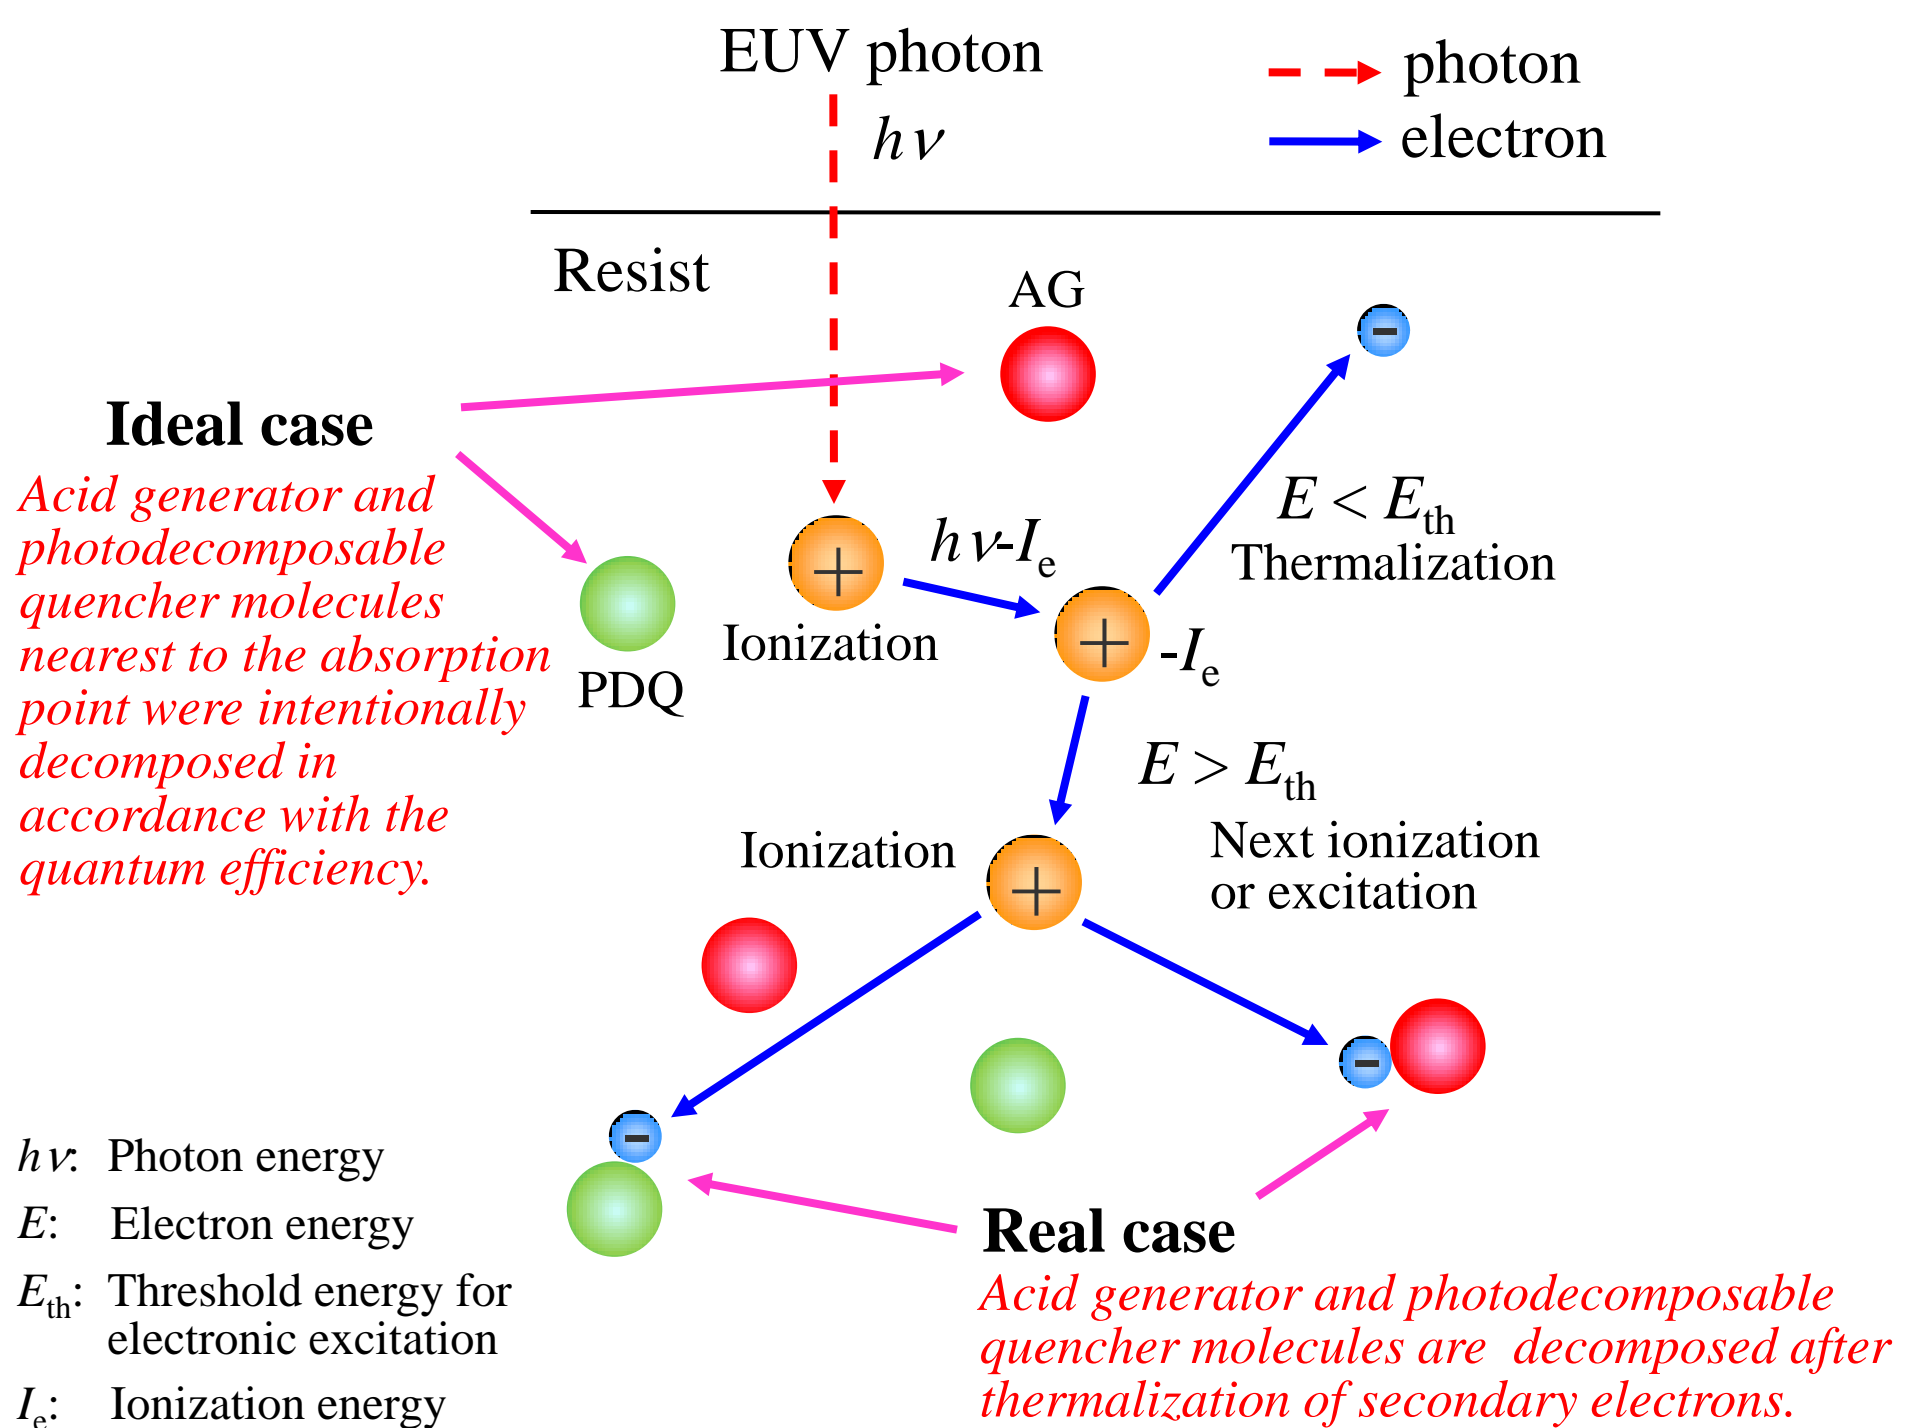 EUV photon
hν
photon
electron
Resist
AG
-
Ideal case
Acid generator and
photodecomposable
quencher molecules
nearest to the absorption
point were intentionally
decomposed in
accordance with the
quantum efficiency.
PDQ
+
Ionization
hν-Ie
+
-Ie
E < Eth
Thermalization
E > Eth
Next ionization
or excitation
Ionization
+
-
-
hν: Photon energy
E: Electron energy
Eth: Threshold energy for
electronic excitation
Ie: Ionization energy
Real case
Acid generator and photodecomposable
quencher molecules are decomposed after
thermalization of secondary electrons.